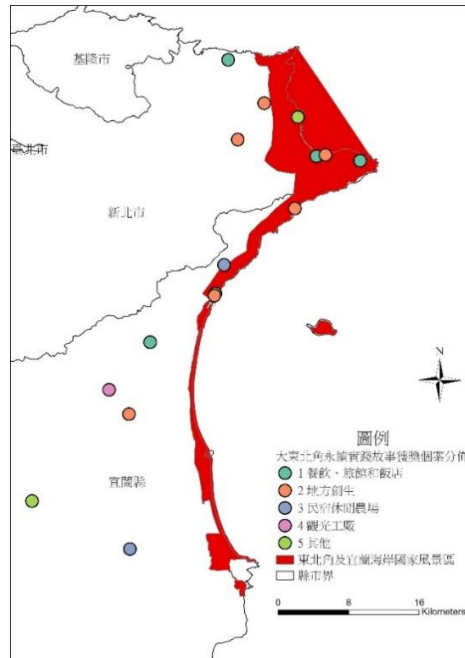 基隆市
臺北市
新北市
宜蘭縣
N
圖例
大東北角永續實踐故事獲獎個案分佈
1 餐飲、旅館和飯店
2 地方創生
3 民宿休閒農場
4 觀光工廠
5 其他
東北角及宜蘭海岸國家風景區
縣市界
0 8 16
Kilometers